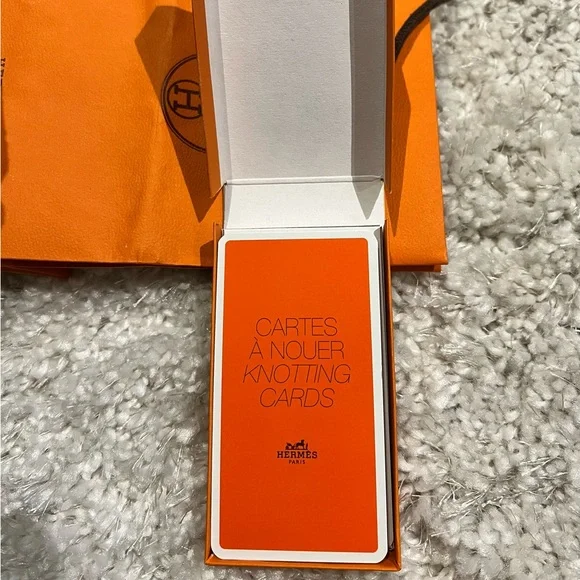 H
CARTES
À NOUER
KNOTTING
CARDS
HERMÈS
PARIS